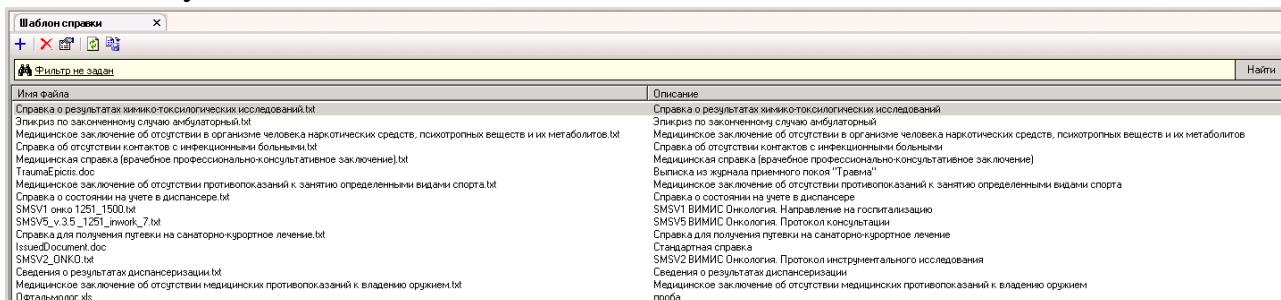 Шаблон справки
Фильтр не задан Найти
Имя файла Описание
Справка о результатах химико-токсилогических исследований.txt Справка о результатах химико-токсилогических исследований
Эпикриз по законченному случаю амбулаторный.txt Эпикриз по законченному случаю амбулаторный
Медицинское заключение об отсутствии в организме человека наркотических средств, психотропных веществ и их метаболитов.txt Медицинское заключение об отсутствии в организме человека наркотических средств, психотропных веществ и их метаболитов
Справка об отсутствии контактов с инфекционными больными.txt Справка об отсутствии контактов с инфекционными больными
Медицинская справка (врачебное профессионально-консультативное заключение).txt Медицинская справка (врачебное профессионально-консультативное заключение)
TraumaEpicris.doc Выписка из журнала приемного покоя "Травма"
Медицинское заключение об отсутствии противопоказаний к занятию определенными видами спорта.txt Медицинское заключение об отсутствии противопоказаний к занятию определенными видами спорта
Справка о состоянии на учете в диспансере.txt Справка о состоянии на учете в диспансере
SMSV1 онко 1251_1500.txt SMSV1 ВИМИС Онкология. Направление на госпитализацию
SMSV5_v.3.5 _1251_inwork_7.txt SMSV5 ВИМИС Онкология. Протокол консультации
Справка для получения путевки на санаторно-курортное лечение.txt Справка для получения путевки на санаторно-курортное лечение
IssuedDocument.doc Стандартная справка
SMSV2_ONKO.txt SMSV2 ВИМИС Онкология. Протокол инструментального исследования
Сведения о результатах диспансеризации.txt Сведения о результатах диспансеризации
Медицинское заключение об отсутствии медицинских противопоказаний к владению оружием.txt Медицинское заключение об отсутствии медицинских противопоказаний к владению оружием
Офтальмолог.xls проба